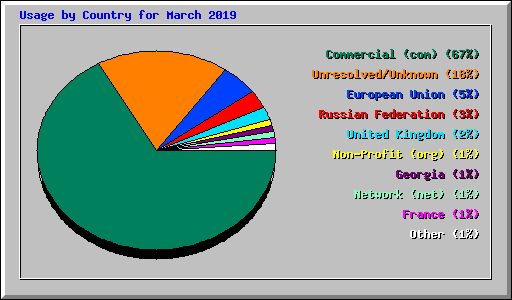 Usage by Country for March 2019
Commercial (com) (67%)
Unresolved/Unknown (18%)
European Union (5%)
Russian Federation (3%)
United Kingdom (2%)
Non-Profit (org) (1%)
Georgia (1%)
Network (net) (1%)
France (1%)
Other (1%)